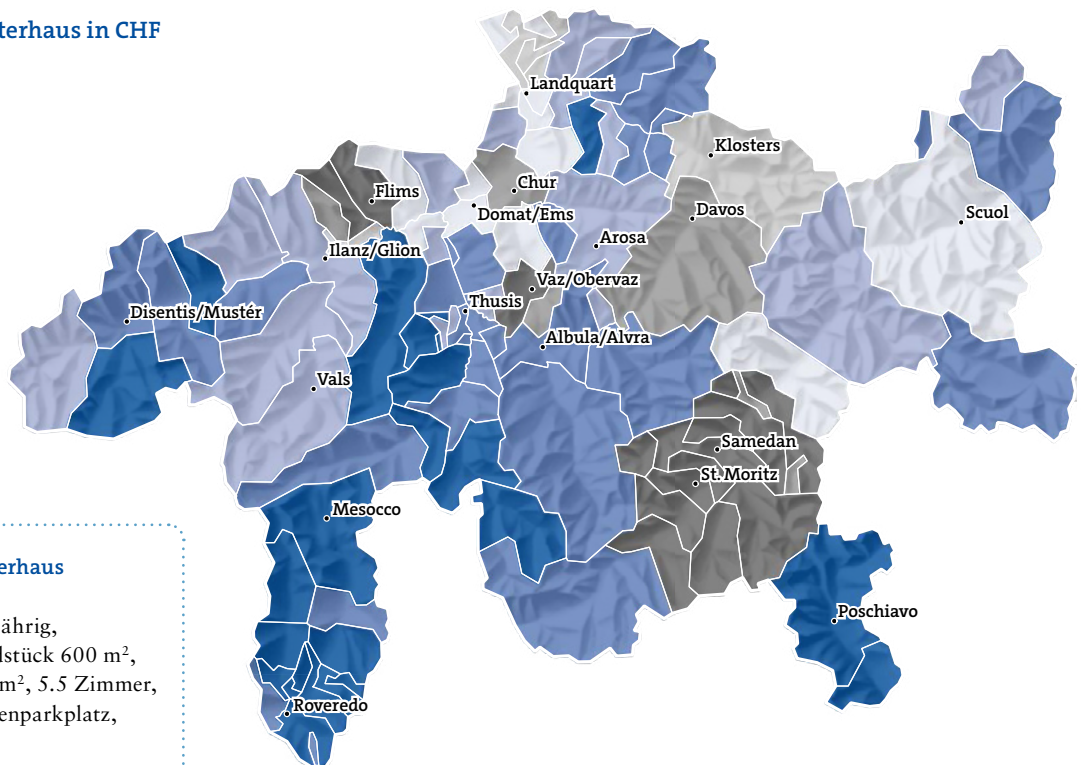 terhaus in CHF
Landquart
Klosters
Flims
Chur
Domat/Ems
Davos
Scuol
Arosa
Ilanz/Glion
Vaz/Obervaz
Thusis
Disentis/Mustér
Albula/Alvra
Vals
Samedan
St. Moritz
Mesocco
erhaus
ährig,
lstück 600 m²,
m², 5.5 Zimmer,
enparkplatz,
Poschiavo
Roveredo